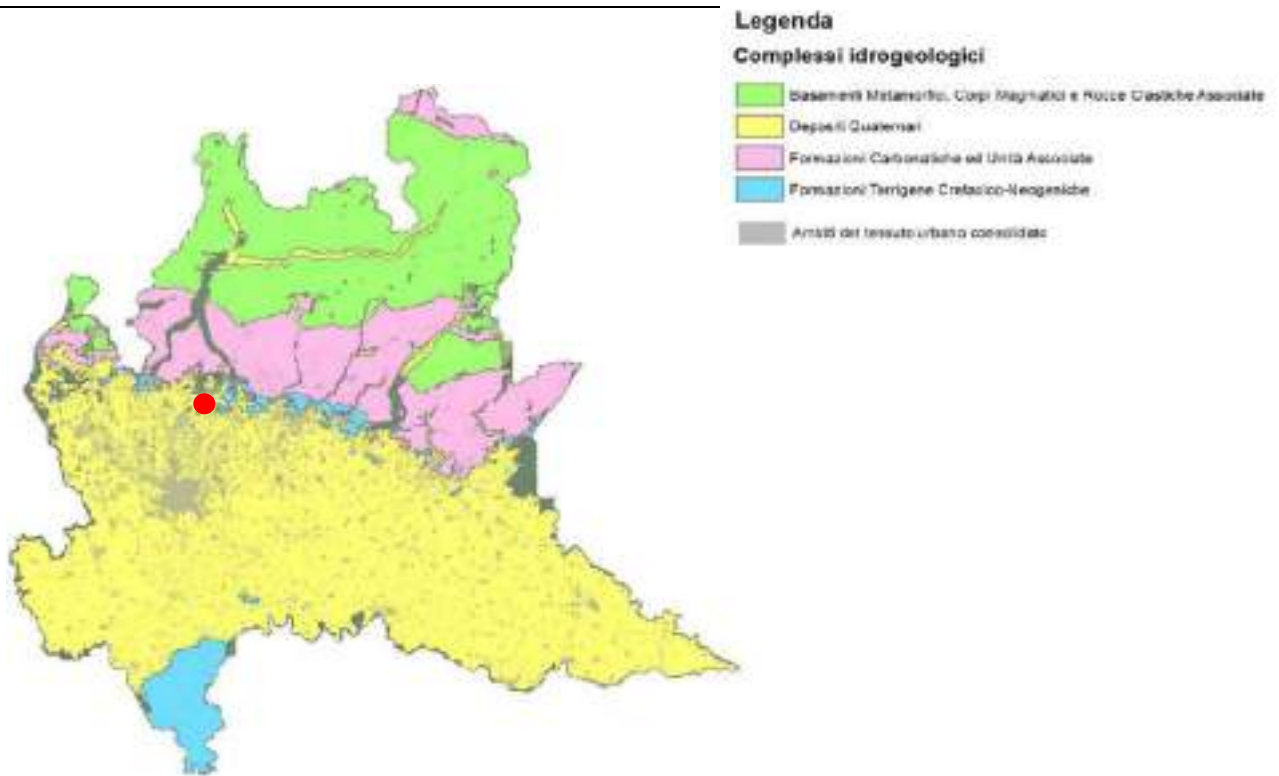 Legenda
Complessi idrogeologici
Basamenti Metamorfici, Corpi Magmatici e Rocce Clastiche Associate
Depositi Quaternari
Formazioni Carbonatiche ed Unità Associate
Formazioni Terrigene Cretacico-Neogeniche
Ambiti del tessuto urbano consolidato